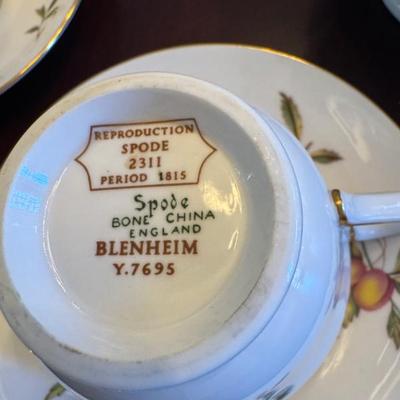 REPRODUCTION
SPODE
2311
PERIOD 1815
Spode
BONE CHINA
ENGLAND
BLENHEIM
Y.7695